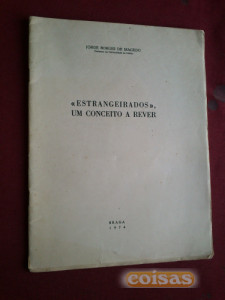 JORGE BORGES DE MACEDO
«ESTRANGEIRADOS»,
UM CONCEITO A REVER
BRAGA
1974
coisas